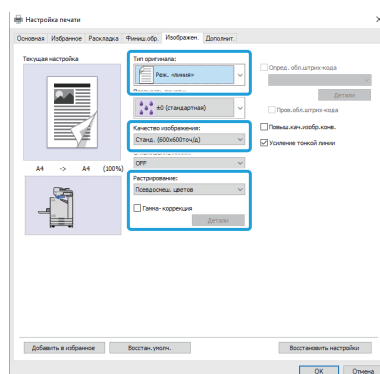 Настройка печати
Основная Избранное Раскладка Финиш.обр. Изображен. Дополнит.
Текущая настройка
Тип оригинала:
Реж. «линия»
Опред. обл.штрих-кода
Детали
±0 (стандартная)
Пров.обл.штрих-кода
Качество изображения:
Станд. (600x600точ/д)
Повыш.кач.изобр.конв.
Усиление тонкой линии
OFF
A4 -> A4 (100%)
Растрирование:
Псевдосмеш. цветов
Гамма- коррекция
Детали
Добавить в избранное
Восстан.умолч.
Восстановить настройки
OK
Отмена